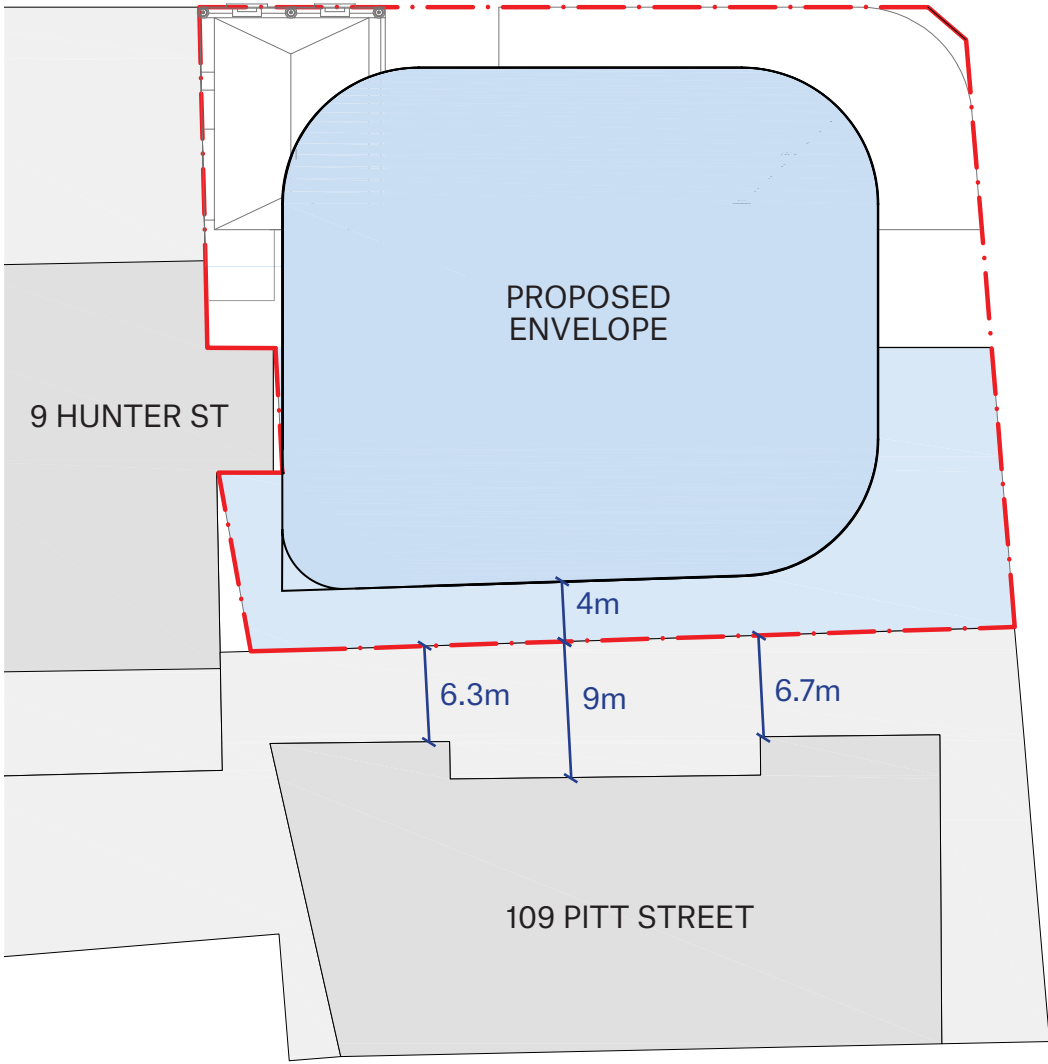 PROPOSED
ENVELOPE
9 HUNTER ST
4m
6.3m
9m
6.7m
109 PITT STREET